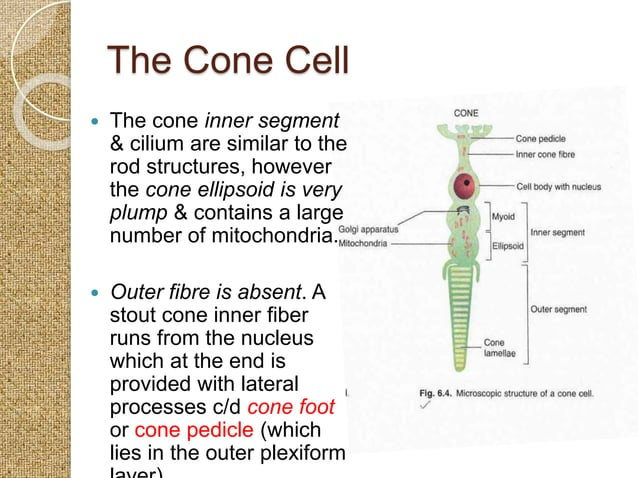 The Cone Cell
The cone inner segment
& cilium are similar to the
rod structures, however
the cone ellipsoid is very
plump & contains a large
number of mitochondria.
Outer fibre is absent. A
stout cone inner fiber
runs from the nucleus
which at the end is
provided with lateral
processes c/d cone foot
or cone pedicle (which
lies in the outer plexiform
layer)
CONE
Cone pedicle
Inner cone fibre
Cell body with nucleus
Golgi apparatus
Mitochondria
Myoid
Ellipsoid
Inner segment
Outer segment
Cone
lamellae
l.
Fig. 6.4. Microscopic structure of a cone cell.